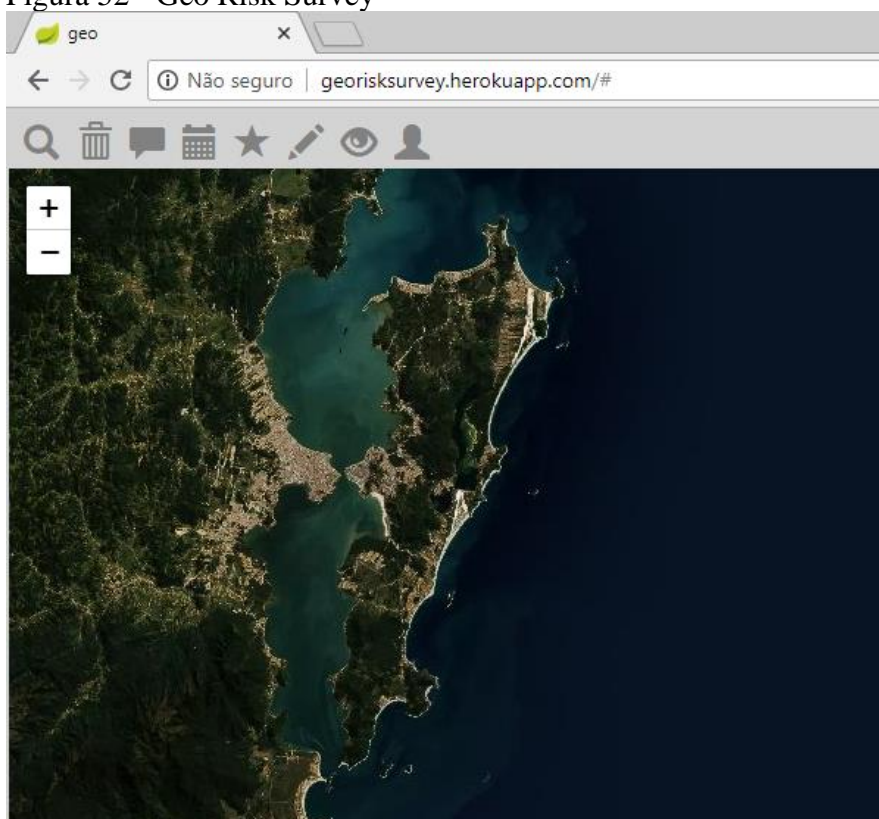 Figura 32 - Geo Risk Survey
geo
Não seguro | georisksurvey.herokuapp.com/#
+
−